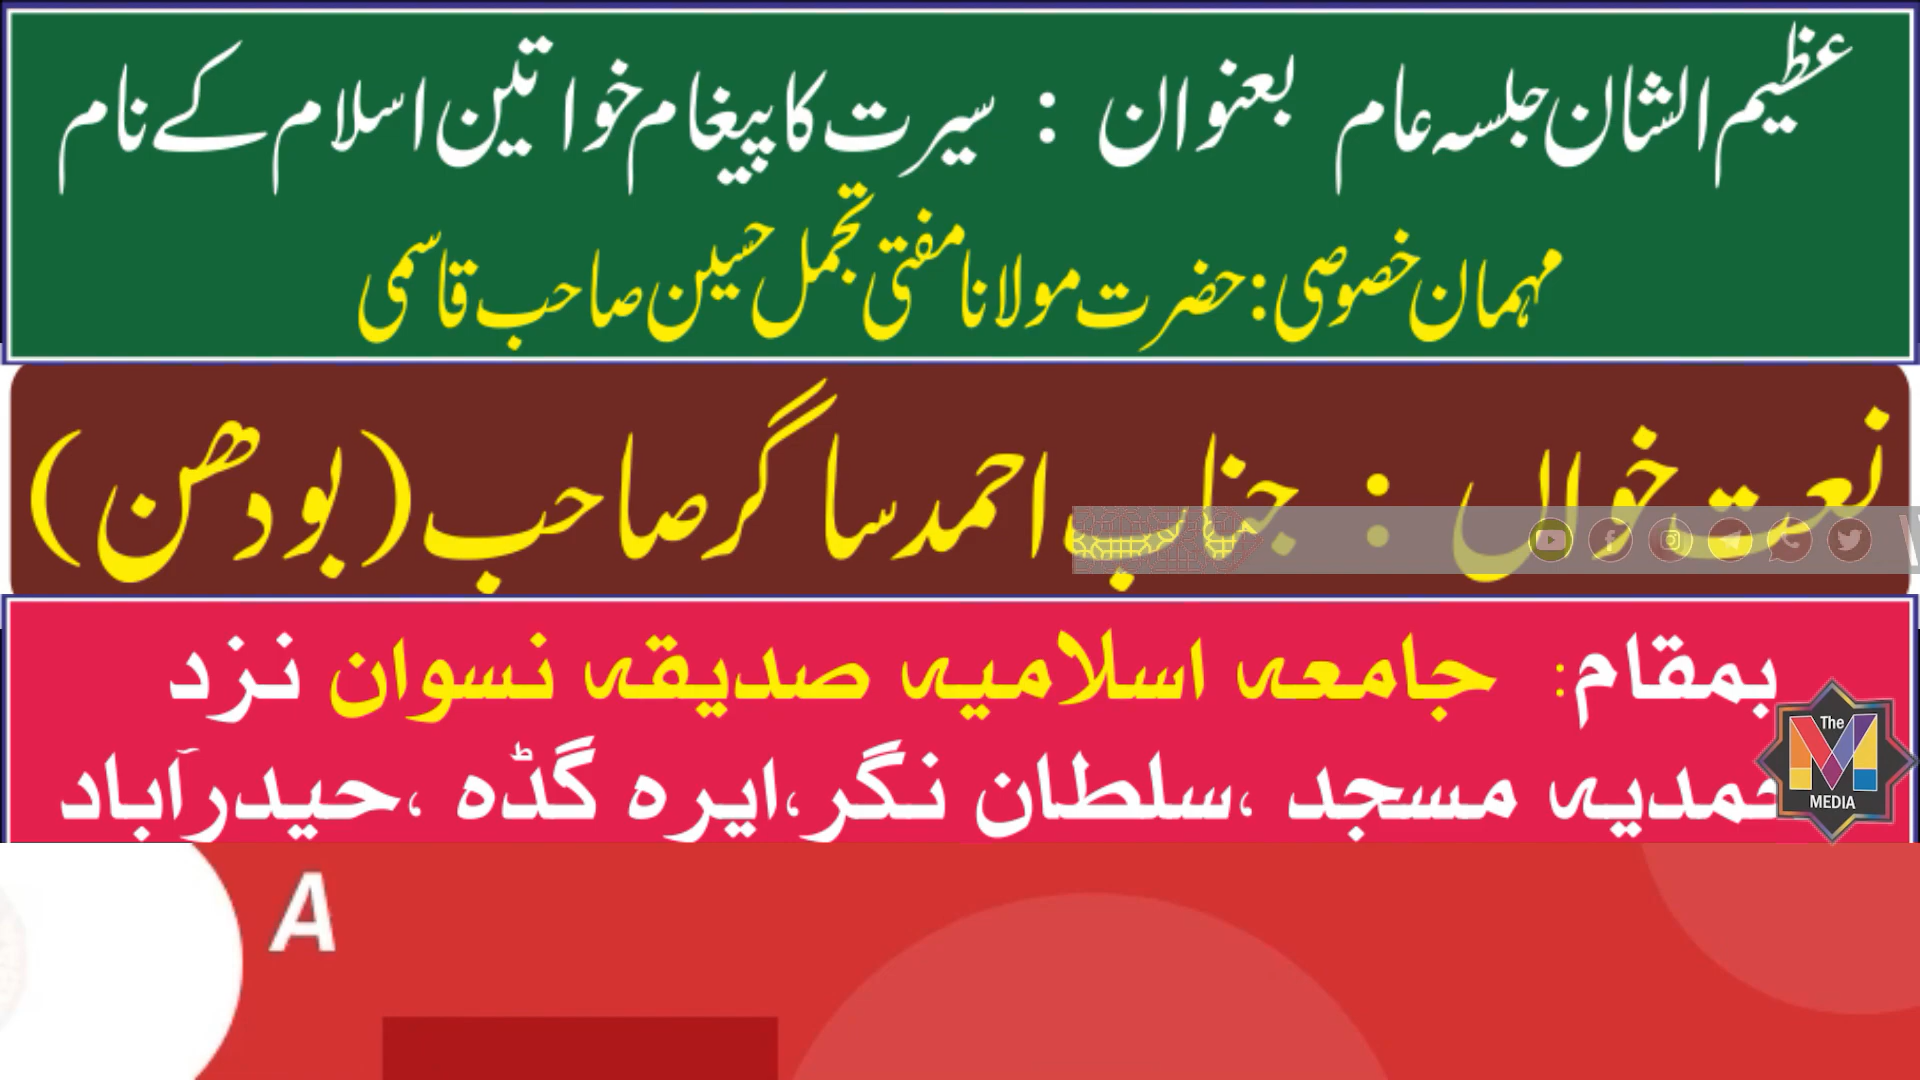 عظیم الشان جلسہ عام بعنوان : سیرت کا پیغام خواتین اسلام کے نام
مہمان خصوصی : حضرت مولانا مفتی تجمل حسین صاحب قاسمی
نعت خواں : جناب احمد ساگر صاحب (بودھن)
بمقام: جامعہ اسلامیہ صدیقہ نسوان نزد
حمدیہ مسجد ،سلطان نگر،ایرہ گڈہ ،حیدرآباد
The
M
MEDIA
A